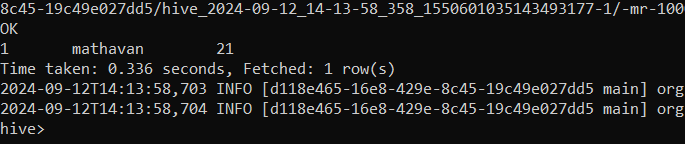 8c45-19c49e027dd5/hive_2024-09-12_14-13-58_358_1550601035143493177-1/-mr-100
OK
1       mathavan        21
Time taken: 0.336 seconds, Fetched: 1 row(s)
2024-09-12T14:13:58,703 INFO [d118e465-16e8-429e-8c45-19c49e027dd5 main] org
2024-09-12T14:13:58,704 INFO [d118e465-16e8-429e-8c45-19c49e027dd5 main] org
hive>